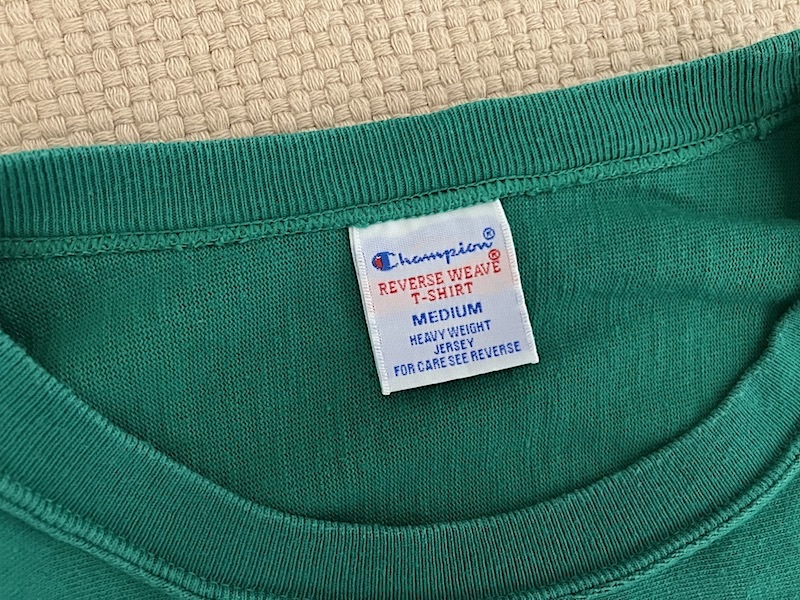 Champion®
REVERSE WEAVE®
T-SHIRT
MEDIUM
HEAVY WEIGHT
JERSEY
FOR CARE SEE REVERSE